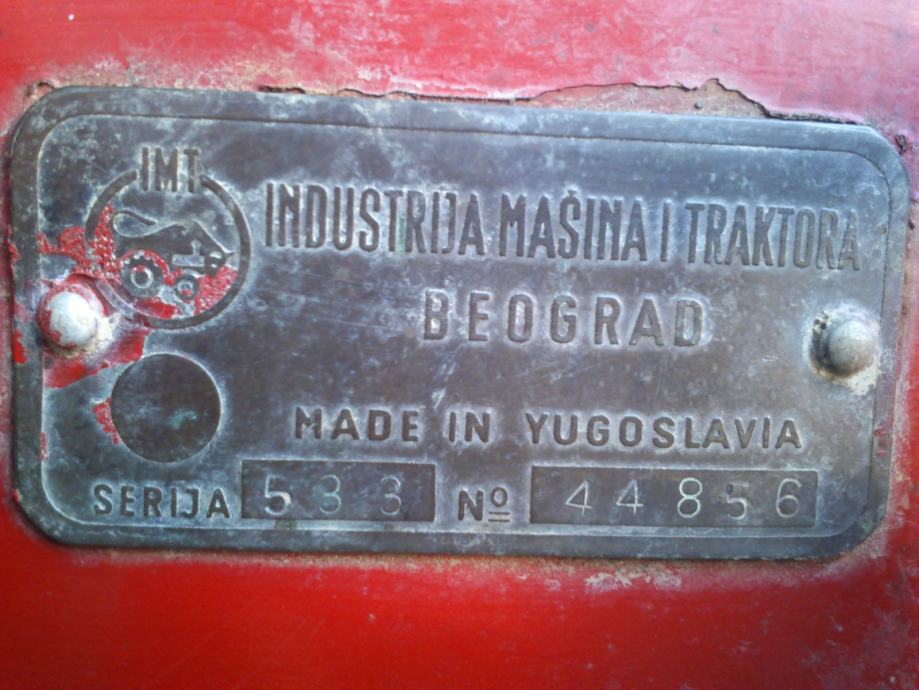 IMT
INDUSTRIJA MAŠINA I TRAKTORA
BEOGRAD
MADE IN YUGOSLAVIA
SERIJA 533 Nº 44856